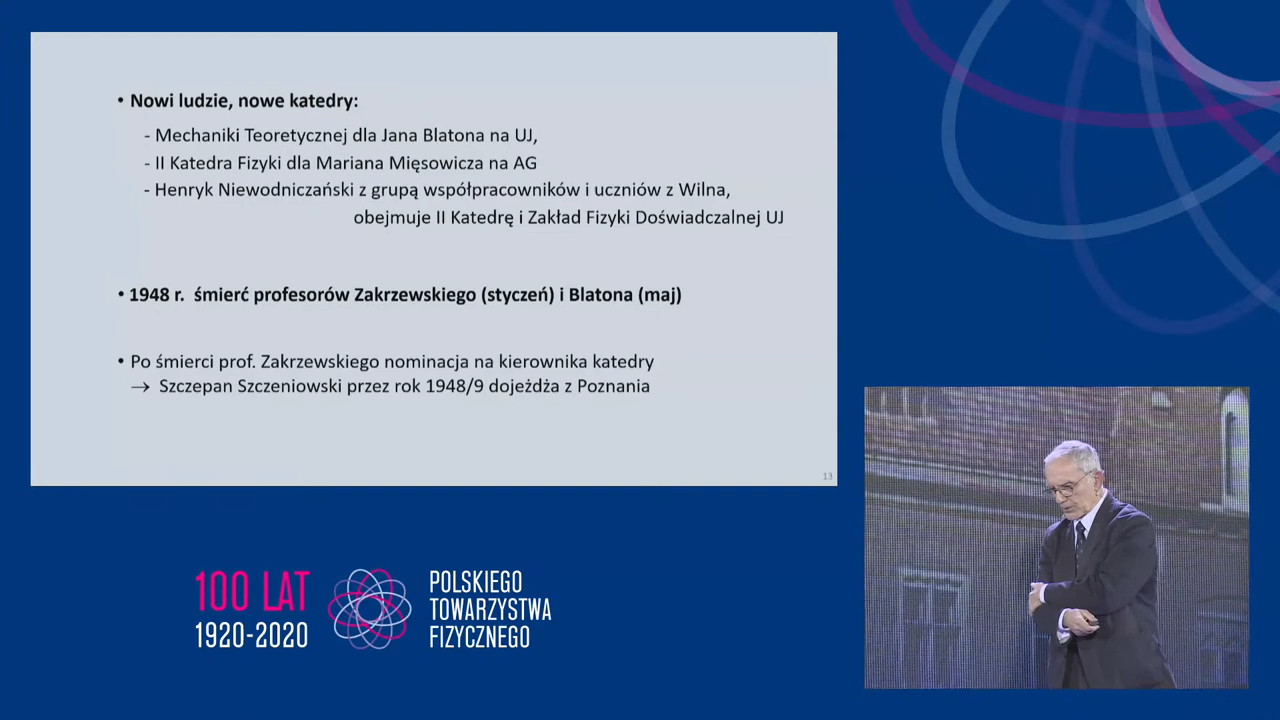 • Nowi ludzie, nowe katedry:
- Mechaniki Teoretycznej dla Jana Blatona na UJ,
- II Katedra Fizyki dla Mariana Mięsowicza na AG
- Henryk Niewodniczański z grupą współpracowników i uczniów z Wilna,
obejmuje II Katedrę i Zakład Fizyki Doświadczalnej UJ
• 1948 r. śmierć profesorów Zakrzewskiego (styczeń) i Blatona (maj)
• Po śmierci prof. Zakrzewskiego nominacja na kierownika katedry
→ Szczepan Szczeniowski przez rok 1948/9 dojeżdża z Poznania
13
100 LAT
1920-2020
POLSKIEGO
TOWARZYSTWA
FIZYCZNEGO